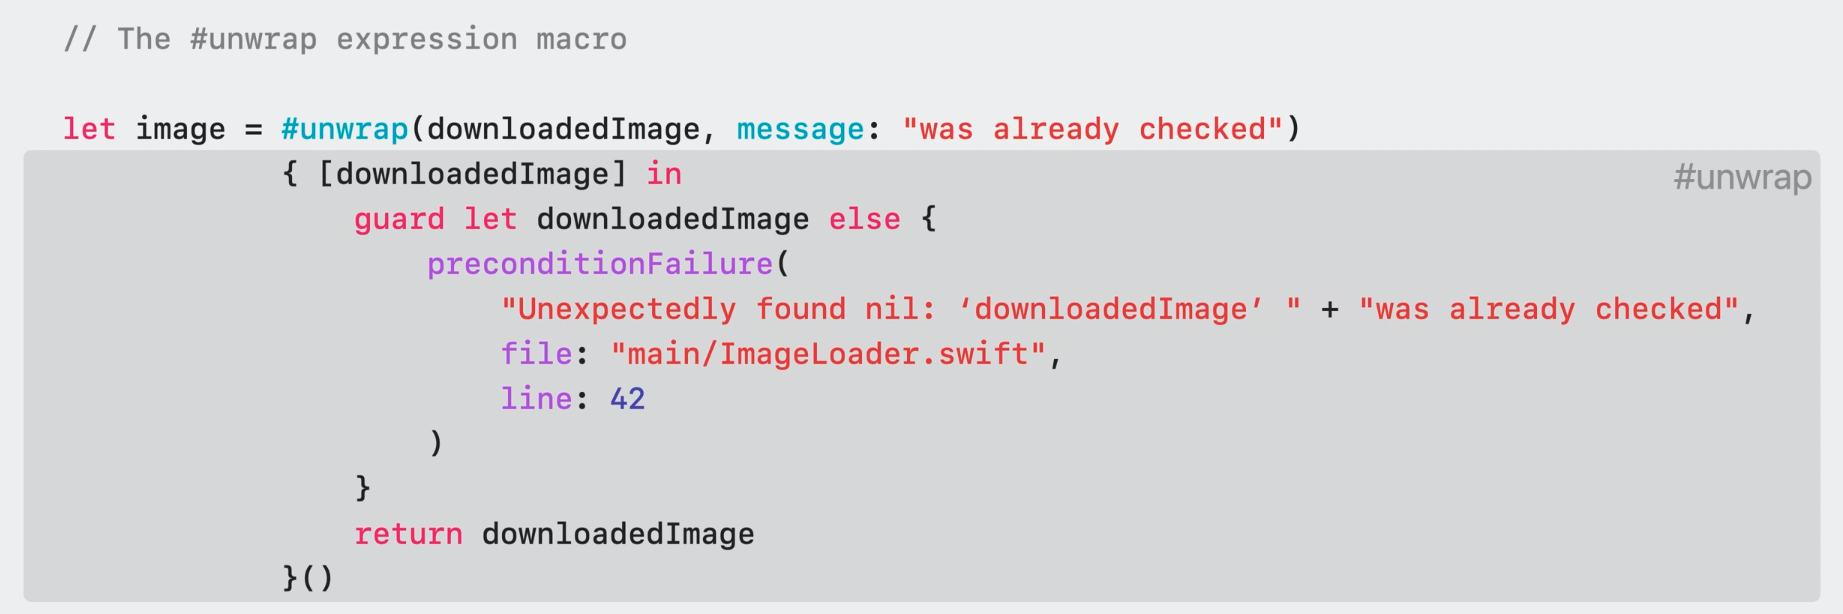 // The #unwrap expression macro
let image = #unwrap(downloadedImage, message: "was already checked")
{ [downloadedImage] in
#unwrap
guard let downloadedImage else {
preconditionFailure(
"Unexpectedly found nil: ‘downloadedImage’ " + "was already checked",
file: "main/ImageLoader.swift",
line: 42
)
}
return downloadedImage
}()